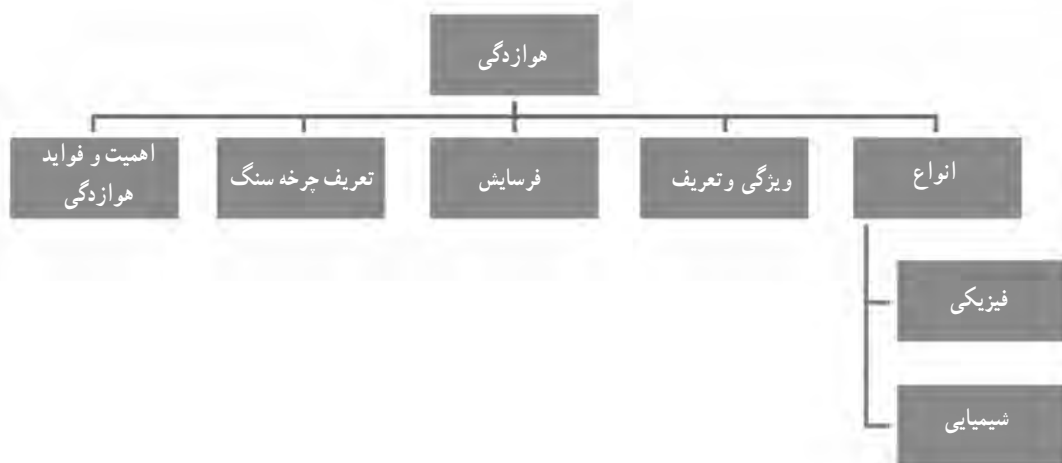 هوازدگی
انواع
ویژگی و تعریف
فرسایش
تعریف چرخه سنگ
اهمیت و فواید
هوازدگی
فیزیکی
شیمیایی